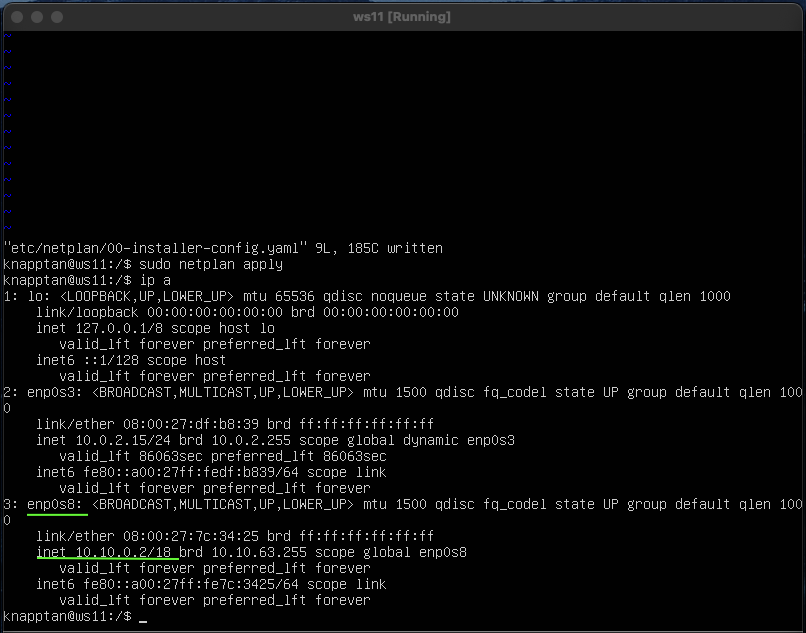 ws11 [Running]
~
~
~
~
~
~
~
~
~
~
~
~
~
"etc/netplan/00-installer-config.yaml" 9L, 185C written
knapptan@ws11:/$ sudo netplan apply
knapptan@ws11:/$ ip a
1: lo: <LOOPBACK,UP,LOWER_UP> mtu 65536 qdisc noqueue state UNKNOWN group default qlen 1000
    link/loopback 00:00:00:00:00:00 brd 00:00:00:00:00:00
    inet 127.0.0.1/8 scope host lo
       valid_lft forever preferred_lft forever
    inet6 ::1/128 scope host
       valid_lft forever preferred_lft forever
2: enp0s3: <BROADCAST,MULTICAST,UP,LOWER_UP> mtu 1500 qdisc fq_codel state UP group default qlen 100
0
    link/ether 08:00:27:df:b8:39 brd ff:ff:ff:ff:ff:ff
    inet 10.0.2.15/24 brd 10.0.2.255 scope global dynamic enp0s3
       valid_lft 86063sec preferred_lft 86063sec
    inet6 fe80::a00:27ff:fedf:b839/64 scope link
       valid_lft forever preferred_lft forever
3: enp0s8: <BROADCAST,MULTICAST,UP,LOWER_UP> mtu 1500 qdisc fq_codel state UP group default qlen 100
0
    link/ether 08:00:27:7c:34:25 brd ff:ff:ff:ff:ff:ff
    inet 10.10.0.2/18 brd 10.10.63.255 scope global enp0s8
       valid_lft forever preferred_lft forever
    inet6 fe80::a00:27ff:fe7c:3425/64 scope link
       valid_lft forever preferred_lft forever
knapptan@ws11:/$ _